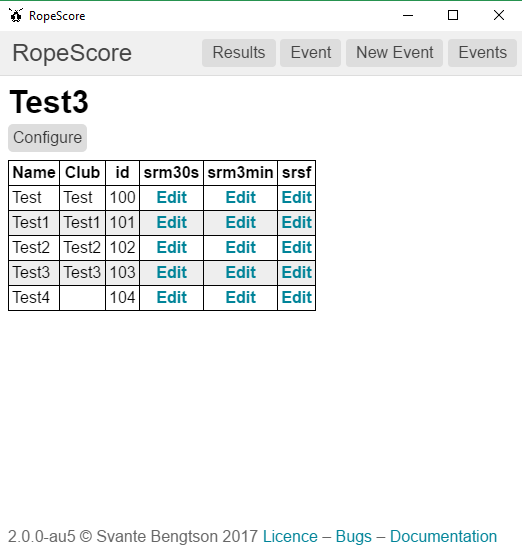 RopeScore
RopeScore Results Event New Event Events
Test3
Configure
Name Club id srm30s srm3min srsf
Test Test 100 Edit Edit Edit
Test1 Test1 101 Edit Edit Edit
Test2 Test2 102 Edit Edit Edit
Test3 Test3 103 Edit Edit Edit
Test4 104 Edit Edit Edit
2.0.0-au5 © Svante Bengtson 2017 Licence – Bugs – Documentation